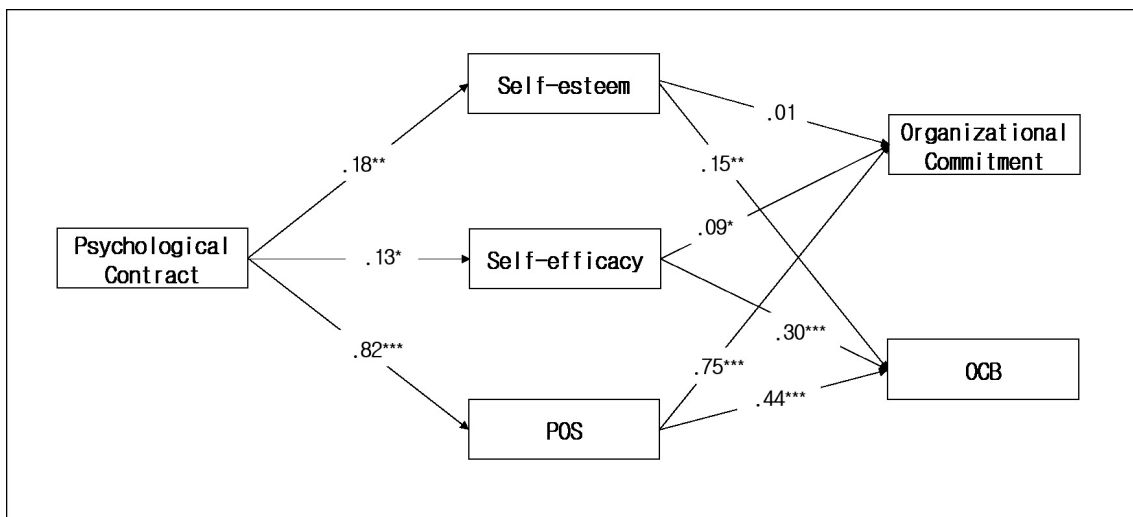 Self-esteem
.01
Organizational
Commitment
.18**
.15**
Psychological
Contract
.13*
Self-efficacy
.09*
.82***
.30***
.75***
OCB
.44***
POS